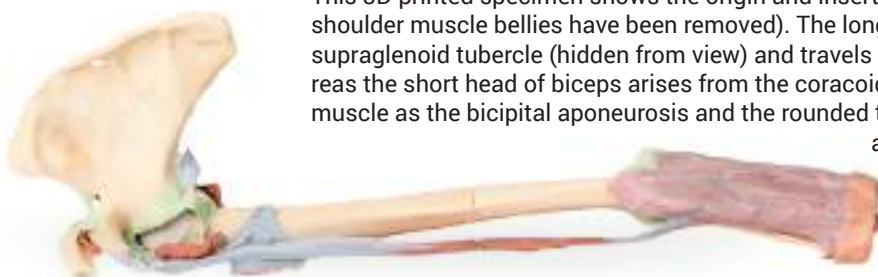 This 3D printed specimen shows the origin and insert
shoulder muscle bellies have been removed). The long
supraglenoid tubercle (hidden from view) and travels
reas the short head of biceps arises from the coracoid
muscle as the bicipital aponeurosis and the rounded t
a